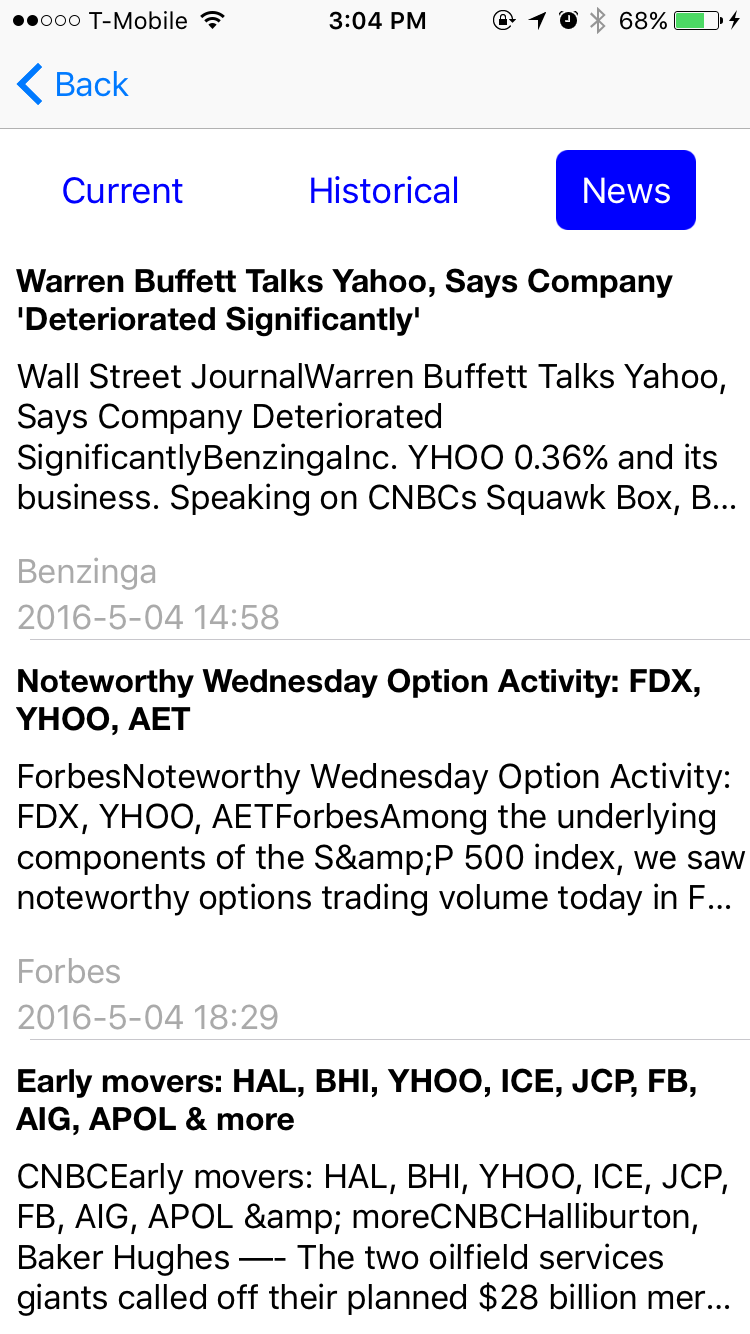 T-Mobile 3:04 PM 68%
Back
Current Historical News
Warren Buffett Talks Yahoo, Says Company
'Deteriorated Significantly'
Wall Street JournalWarren Buffett Talks Yahoo,
Says Company Deteriorated
SignificantlyBenzingaInc. YHOO 0.36% and its
business. Speaking on CNBCs Squawk Box, B...
Benzinga
2016-5-04 14:58
Noteworthy Wednesday Option Activity: FDX,
YHOO, AET
ForbesNoteworthy Wednesday Option Activity:
FDX, YHOO, AETForbesAmong the underlying
components of the S&amp;P 500 index, we saw
noteworthy options trading volume today in F...
Forbes
2016-5-04 18:29
Early movers: HAL, BHI, YHOO, ICE, JCP, FB,
AIG, APOL & more
CNBCEarly movers: HAL, BHI, YHOO, ICE, JCP,
FB, AIG, APOL &amp; moreCNBCHalliburton,
Baker Hughes —-- The two oilfield services
giants called off their planned $28 billion mer...